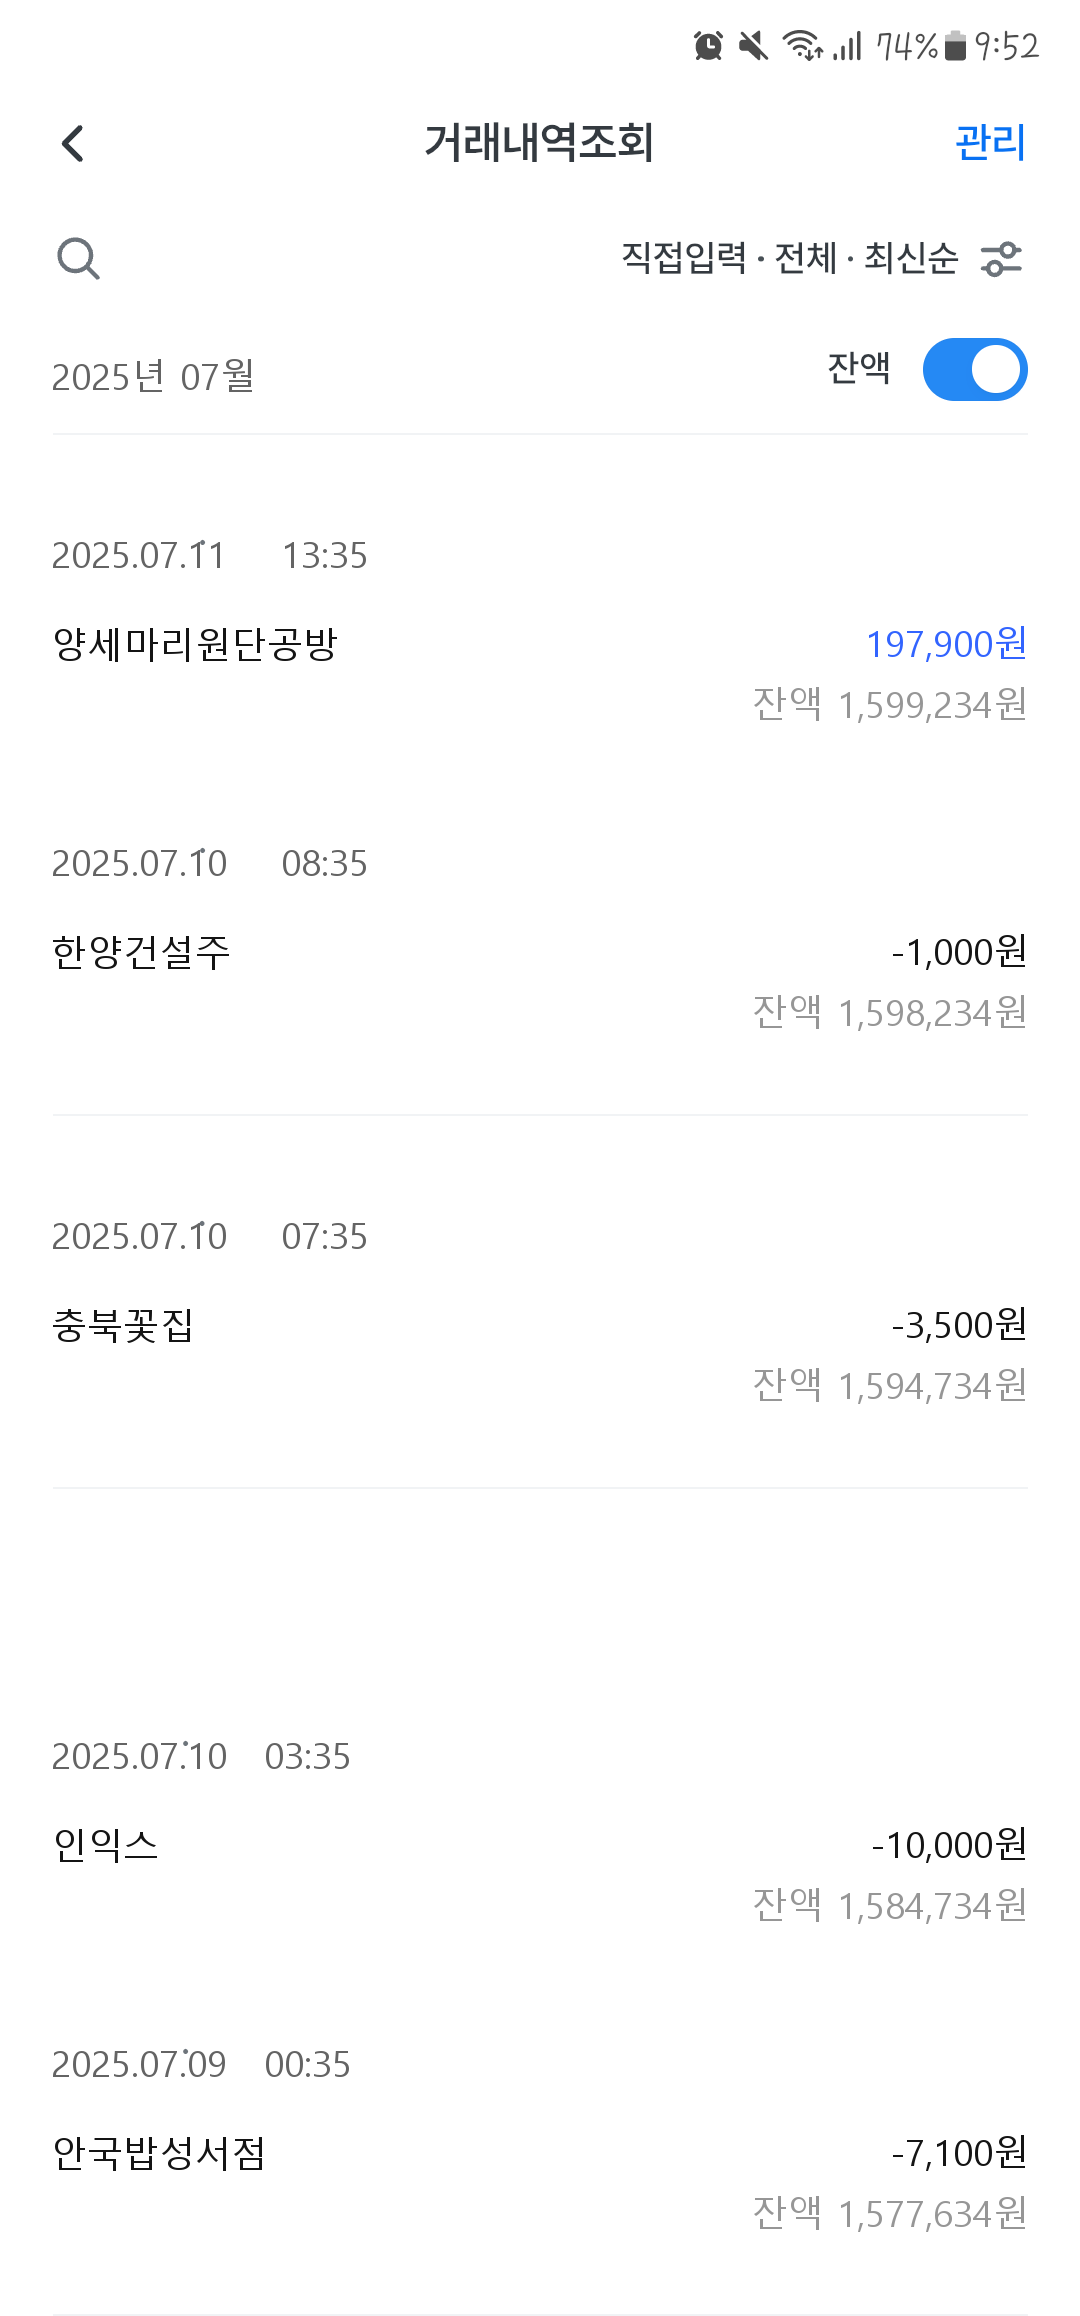 74% 9:52
거래내역조회 관리
직접입력 · 전체 · 최신순
2025년 07월 잔액
2025.07.11 13:35
양세마리원단공방 197,900원
잔액 1,599,234원
2025.07.10 08:35
한양건설주 -1,000원
잔액 1,598,234원
2025.07.10 07:35
충북꽃집 -3,500원
잔액 1,594,734원
2025.07.10 03:35
인익스 -10,000원
잔액 1,584,734원
2025.07.09 00:35
안국밥성서점 -7,100원
잔액 1,577,634원